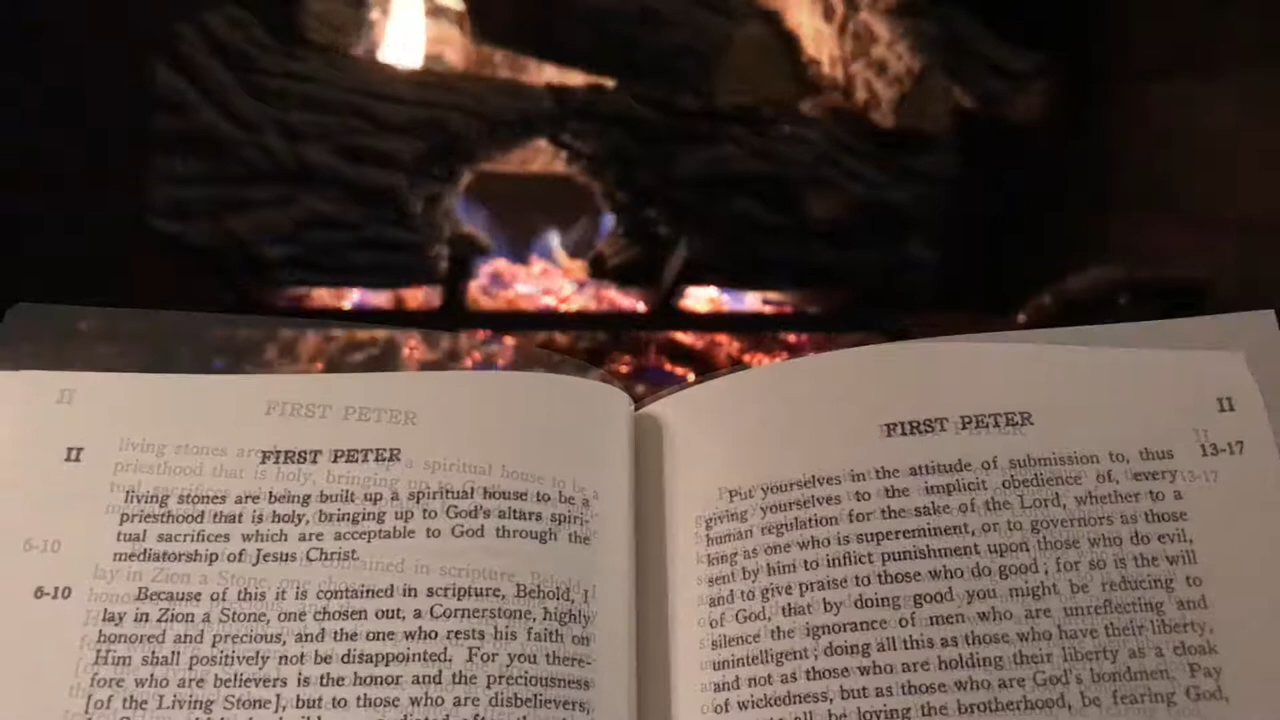 II
FIRST PETER
living stones are being built up a spiritual house to be a
priesthood that is holy, bringing up to God's altars spiri-
tual sacrifices which are acceptable to God through the
mediatorship of Jesus Christ.
6-10
Because of this it is contained in scripture, Behold, I
lay in Zion a Stone, one chosen out, a Cornerstone, highly
honored and precious, and the one who rests his faith on
Him shall positively not be disappointed. For you there-
fore who are believers is the honor and the preciousness
[of the Living Stone], but to those who are disbelievers,
FIRST PETER
II
13-17
Put yourselves in the attitude of submission to, thus
giving yourselves to the implicit obedience of, every
human regulation for the sake of the Lord, whether to a
king as one who is supereminent, or to governors as those
sent by him to inflict punishment upon those who do evil,
and to give praise to those who do good; for so is the will
of God, that by doing good you might be reducing to
silence the ignorance of men who are unreflecting and
unintelligent; doing all this as those who have their liberty,
and not as those who are holding their liberty as a cloak
of wickedness, but as those who are God's bondmen. Pay
all, be loving the brotherhood, be fearing God,